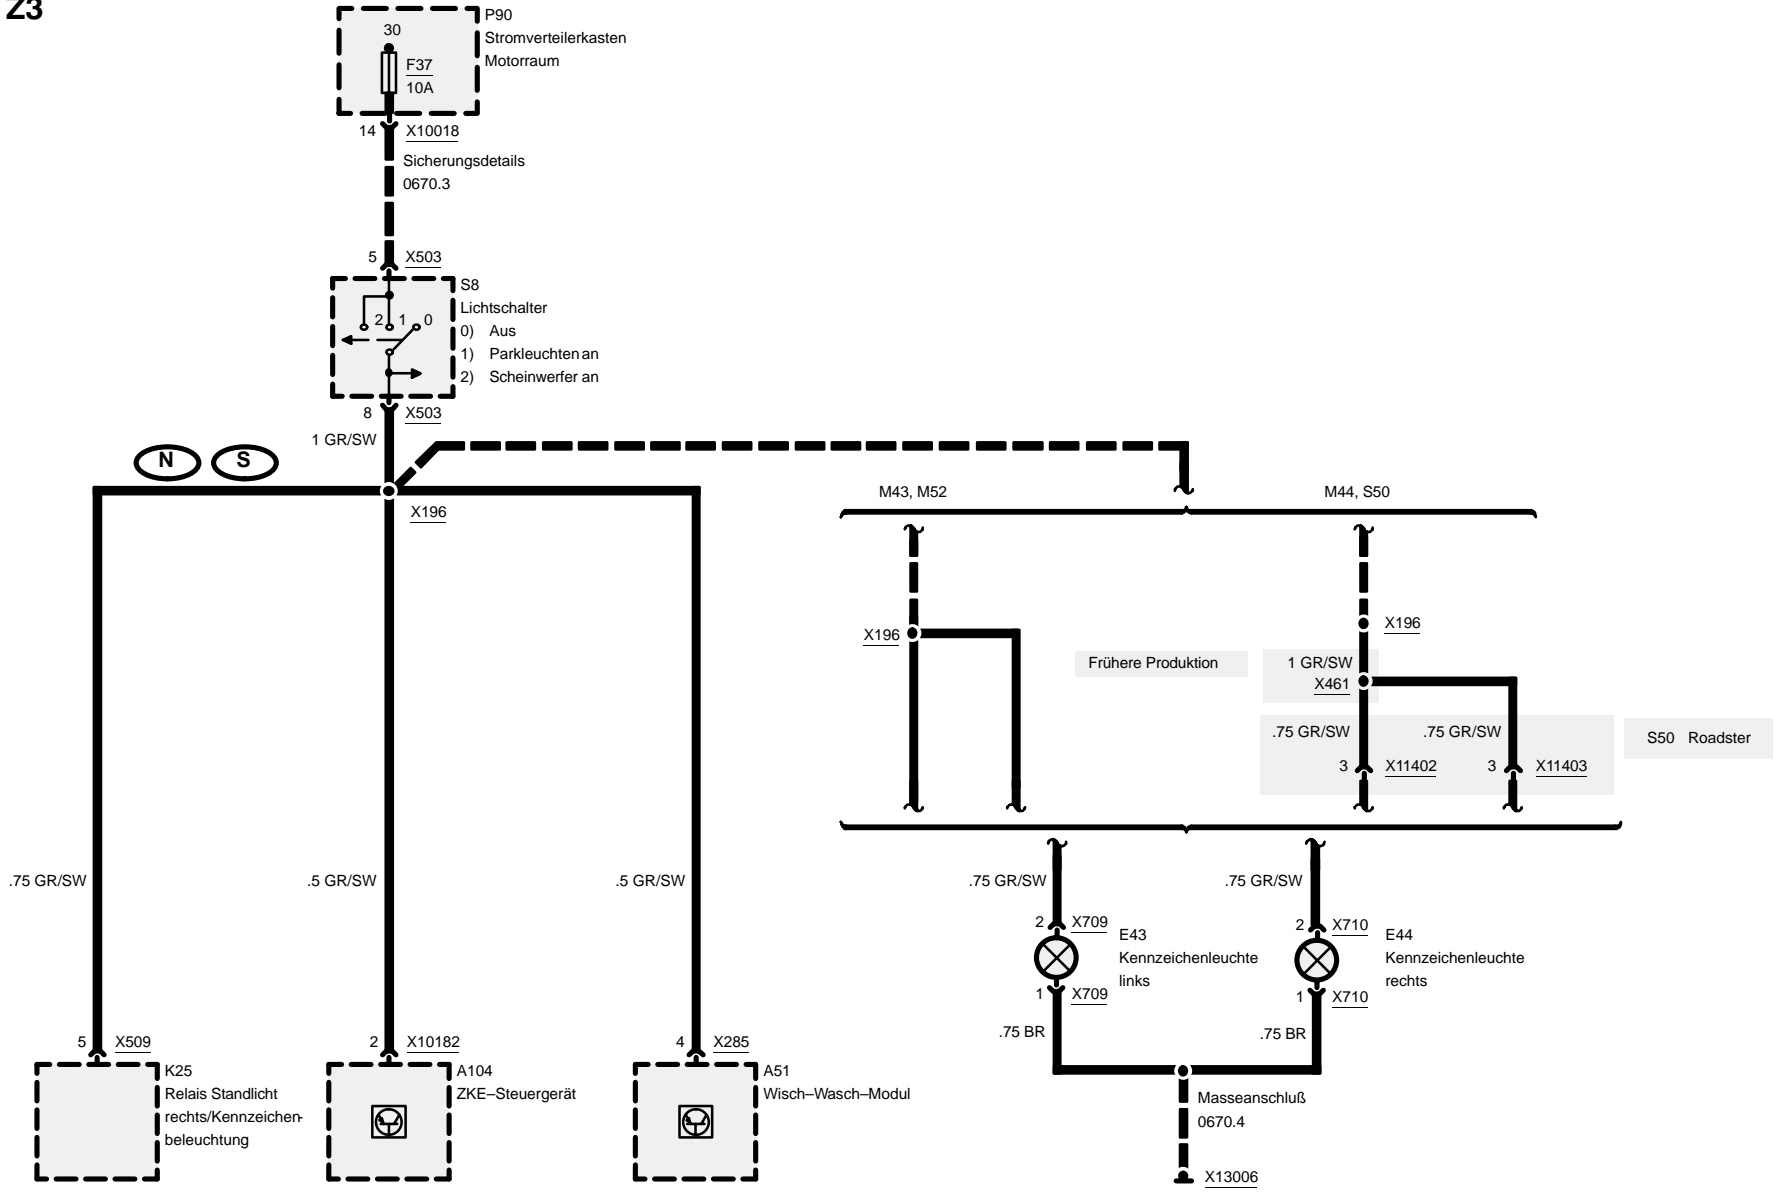 Z3
30
P90
Stromverteilerkasten
Motorraum
F37
10A
14 X10018
Sicherungsdetails
0670.3
5 X503
S8
Lichtschalter
0) Aus
1) Parkleuchten an
2) Scheinwerfer an
2 1 0
8 X503
1 GR/SW
N S
X196
M43, M52
M44, S50
X196
X196
Frühere Produktion
1 GR/SW
X461
.75 GR/SW
.75 GR/SW
S50 Roadster
3 X11402
3 X11403
.75 GR/SW
.5 GR/SW
.5 GR/SW
.75 GR/SW
.75 GR/SW
2 X709
E43
Kennzeichenleuchte
links
1 X709
2 X710
E44
Kennzeichenleuchte
rechts
1 X710
.75 BR
.75 BR
5 X509
K25
Relais Standlicht
rechts/Kennzeichen-
beleuchtung
2 X10182
A104
ZKE–Steuergerät
4 X285
A51
Wisch–Wasch–Modul
Masseanschluß
0670.4
X13006